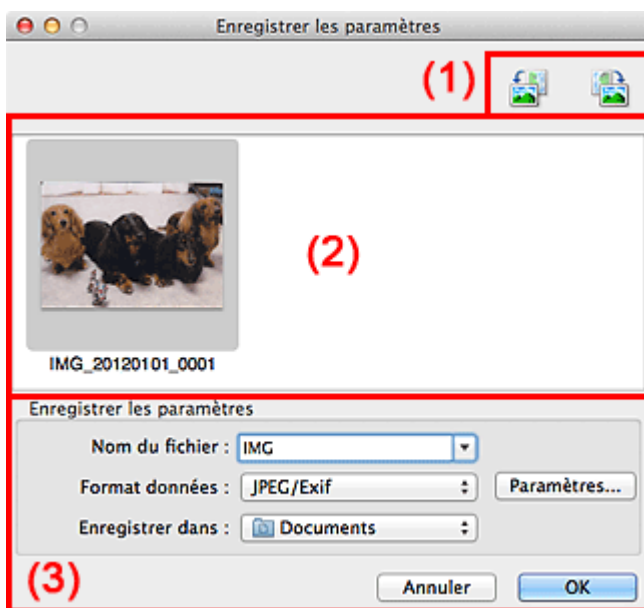 Enregistrer les paramètres
(1)
(2)
IMG_20120101_0001
Enregistrer les paramètres
Nom du fichier : IMG
Format données : JPEG/Exif Paramètres...
Enregistrer dans : Documents
(3)
Annuler OK